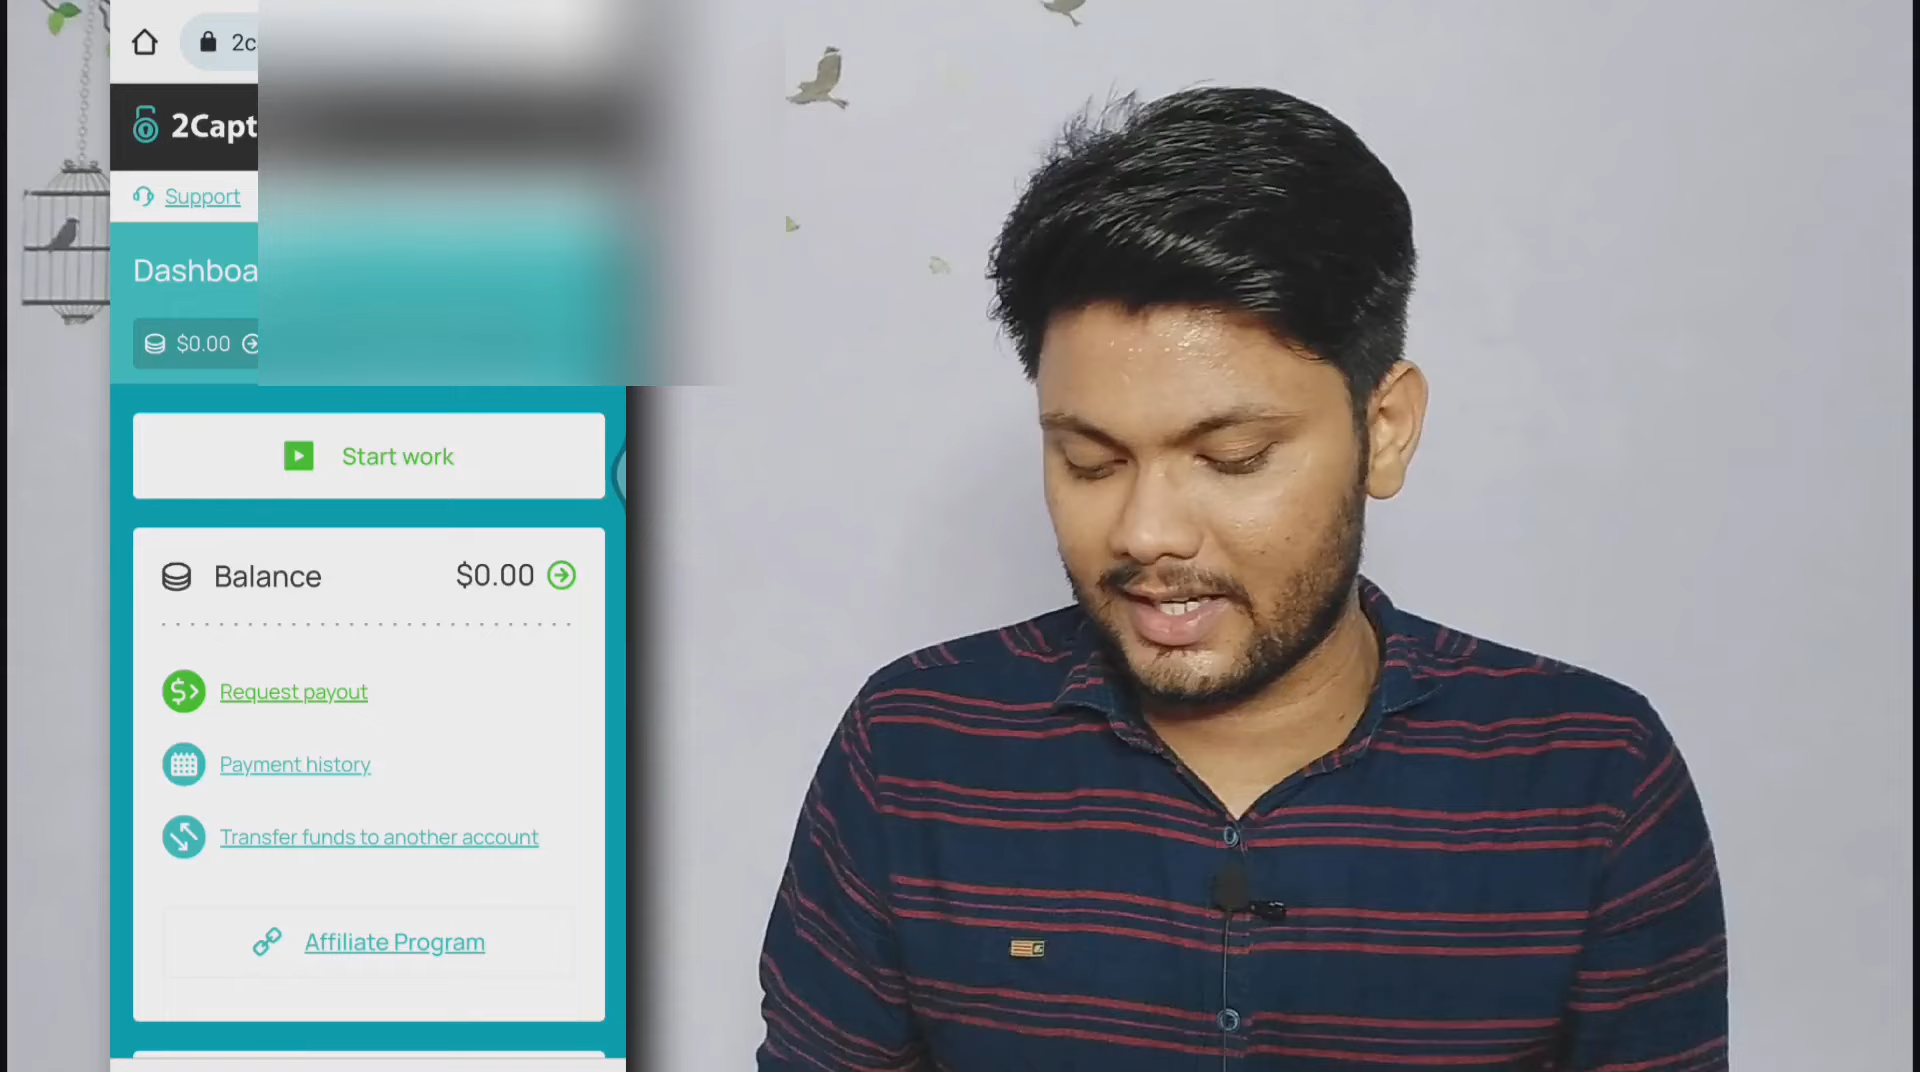 2c
2Capt
Support
Dashboa
$0.00
Start work
Balance $0.00
Request payout
Payment history
Transfer funds to another account
Affiliate Program